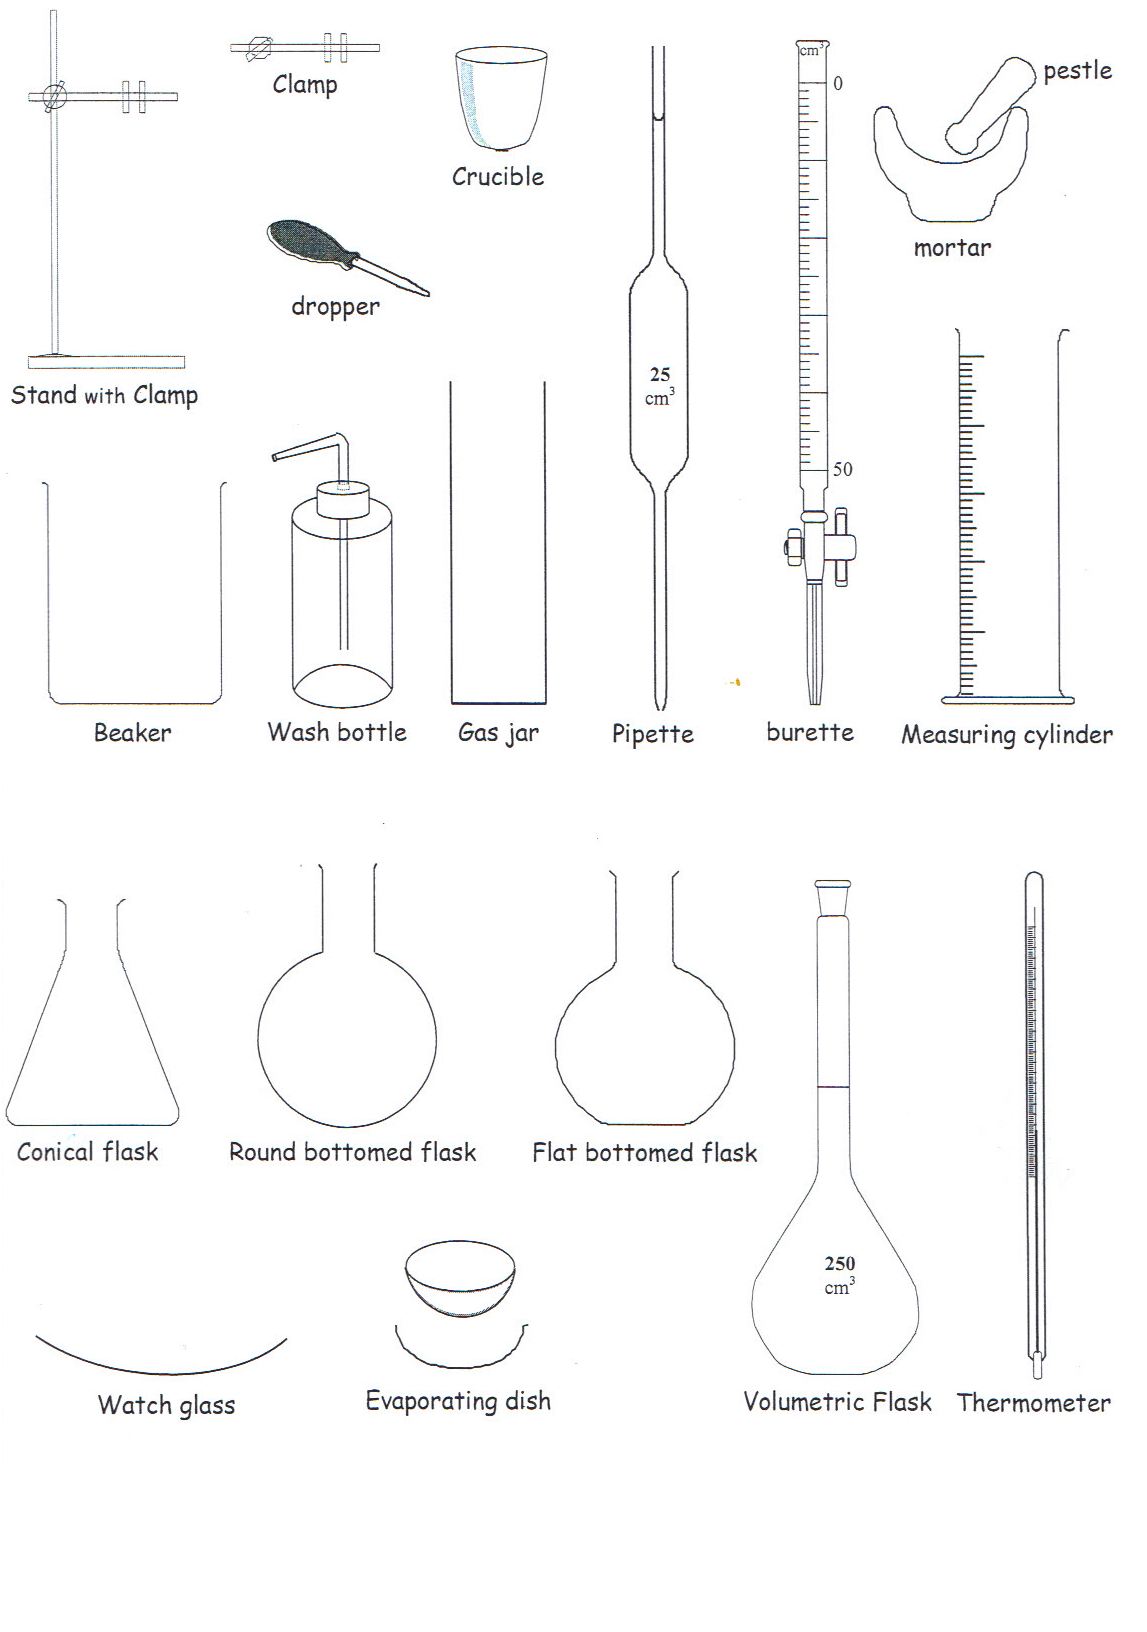 Clamp
Crucible
cm³
0
pestle
mortar
dropper
Stand with Clamp
25
cm³
50
Beaker
Wash bottle
Gas jar
Pipette
burette
Measuring cylinder
Conical flask
Round bottomed flask
Flat bottomed flask
250
cm³
Watch glass
Evaporating dish
Volumetric Flask
Thermometer